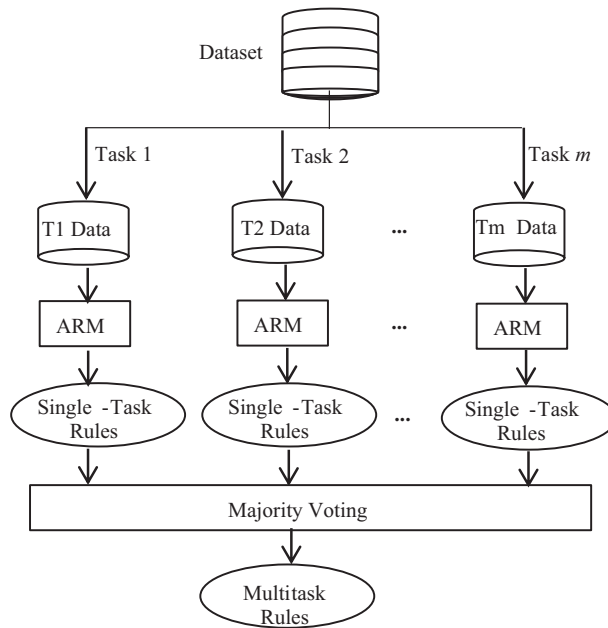 Dataset
Task 1
Task 2
Task m
T1 Data
T2 Data
...
Tm Data
ARM
ARM
...
ARM
Single -Task
Rules
Single -Task
Rules
...
Single -Task
Rules
Majority Voting
Multitask
Rules